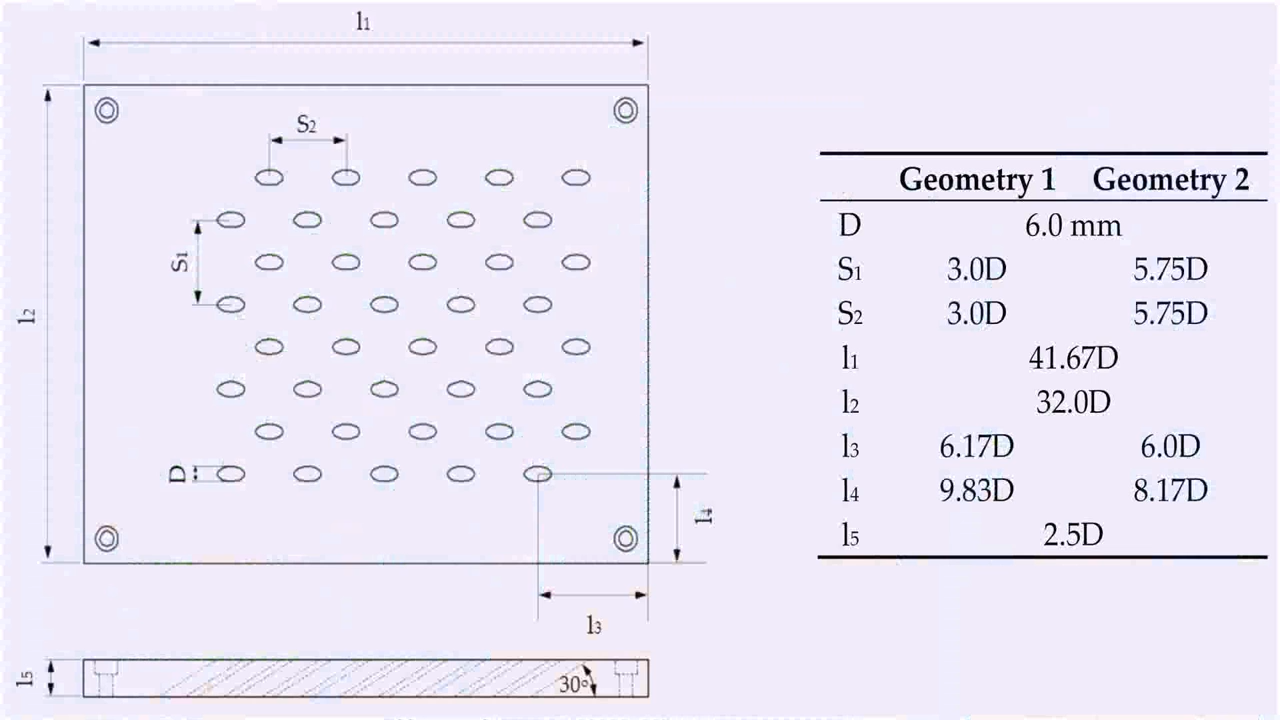 l1
S2
S1
l2
D
l4
l3
l5
30°
Geometry 1 Geometry 2
D 6.0 mm
S1 3.0D 5.75D
S2 3.0D 5.75D
l1 41.67D
l2 32.0D
l3 6.17D 6.0D
l4 9.83D 8.17D
l5 2.5D